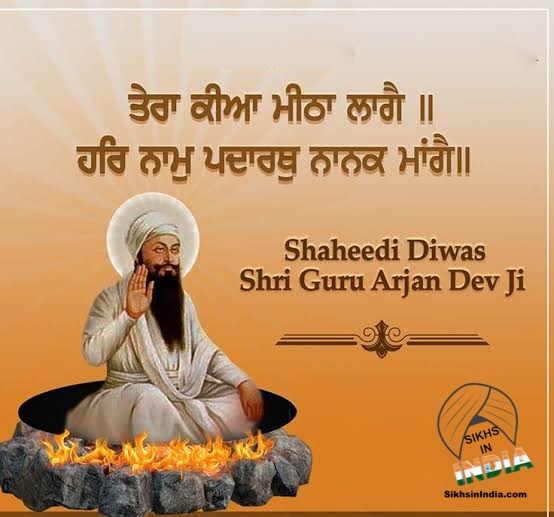 ਤੇਰਾ ਕੀਆ ਮੀਠਾ ਲਾਗੈ ॥
ਹਰਿ ਨਾਮੁ ਪਦਾਰਥੁ ਨਾਨਕ ਮਾਂਗੈ॥
Shaheedi Diwas
Shri Guru Arjan Dev Ji
SIKHS
IN
INDIA
SikhsinIndia.com